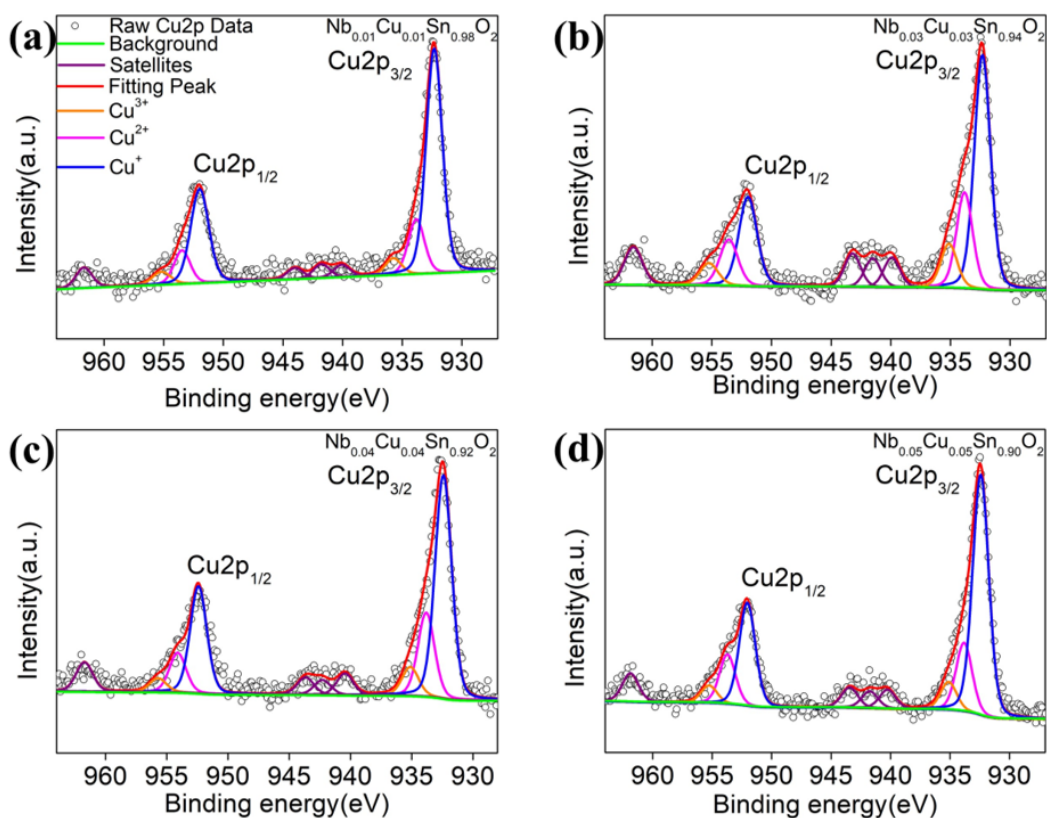 (a)
Raw Cu2p Data
Background
Satellites
Fitting Peak
Cu3+
Cu2+
Cu+
Nb0.01Cu0.01Sn0.98O2
Cu2p3/2
Cu2p1/2
Intensity(a.u.)
960 955 950 945 940 935 930
Binding energy(eV)
(b)
Nb0.03Cu0.03Sn0.94O2
Cu2p3/2
Cu2p1/2
Intensity(a.u.)
960 955 950 945 940 935 930
Binding energy(eV)
(c)
Nb0.04Cu0.04Sn0.92O2
Cu2p3/2
Cu2p1/2
Intensity(a.u.)
960 955 950 945 940 935 930
Binding energy(eV)
(d)
Nb0.05Cu0.05Sn0.90O2
Cu2p3/2
Cu2p1/2
Intensity(a.u.)
960 955 950 945 940 935 930
Binding energy(eV)